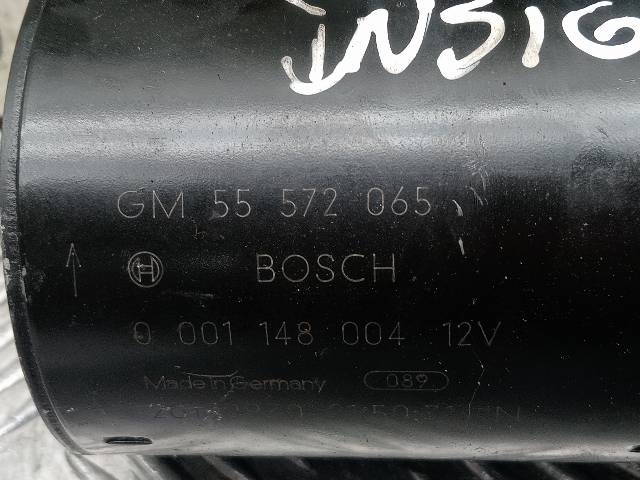 INSIG
GM 55 572 065
BOSCH
0 001 148 004 12V
Made in Germany 089